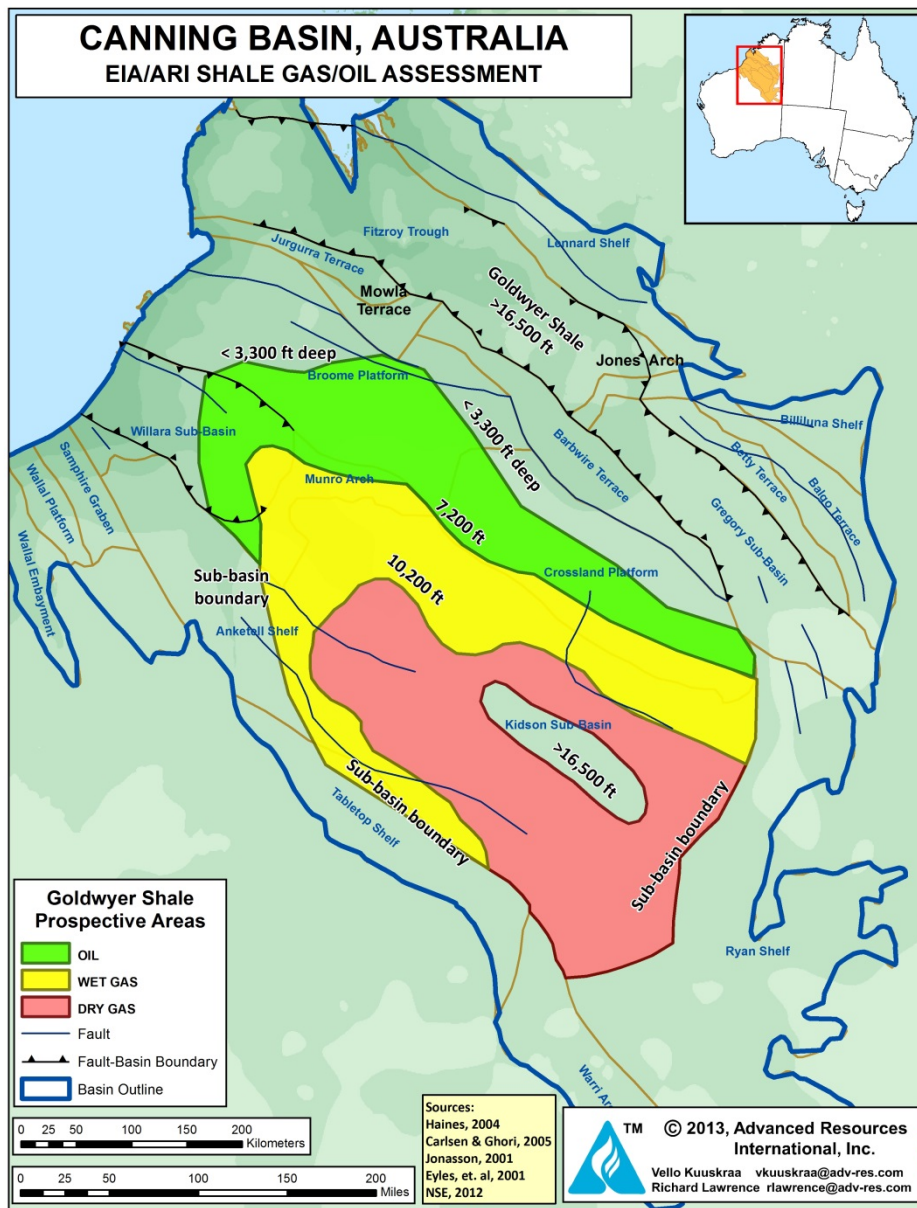 CANNING BASIN, AUSTRALIA
EIA/ARI SHALE GAS/OIL ASSESSMENT
Fitzroy Trough
Lennard Shelf
Jurgurra Terrace
Mowla
Terrace
Goldwyer Shale
>16,500 ft
Jones Arch
< 3,300 ft deep
Broome Platform
< 3,300 ft deep
Barbwire Terrace
Billiluna Shelf
Betty Terrace
Balgo Terrace
Gregory Sub-Basin
Willara Sub-Basin
Samphire Graben
Wallal Platform
Wallal Embayment
Munro Arch
7,200 ft
10,200 ft
Crossland Platform
Sub-basin
boundary
Anketell Shelf
Kidson Sub Basin
>16,500 ft
Sub-basin boundary
Tabletop Shelf
Sub-basin boundary
Ryan Shelf
Warri
Goldwyer Shale
Prospective Areas
OIL
WET GAS
DRY GAS
Fault
Fault-Basin Boundary
Basin Outline
0 25 50 100 150 200
Kilometers
0 25 50 100 150 200
Miles
Sources:
Haines, 2004
Carlsen & Ghori, 2005
Jonasson, 2001
Eyles, et. al, 2001
NSE, 2012
TM
© 2013, Advanced Resources
International, Inc.
Vello Kuuskraa vkuuskraa@adv-res.com
Richard Lawrence rlawrence@adv-res.com